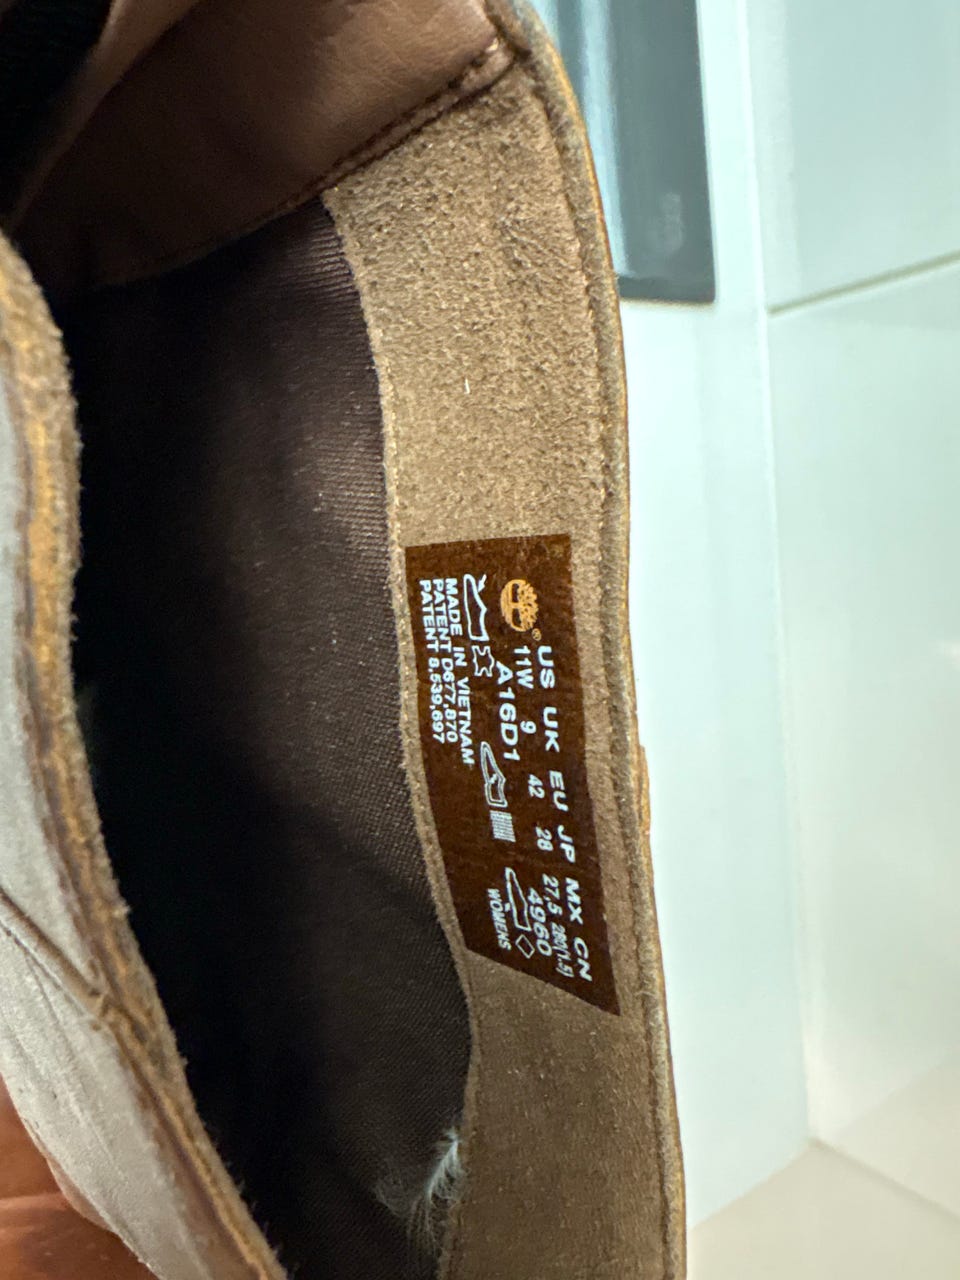 ®
US UK EU JP MX CN
11W 9 42 28 27.5 280(1.5)
A16D1 4960
WOMENS
MADE IN VIETNAM
PATENT D677,870
PATENT 8,539,697